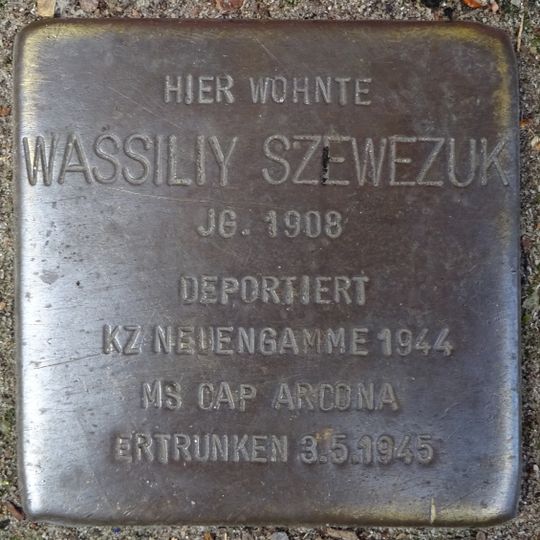 HIER WOHNTE
WASSILIY SZEWEZUK
JG. 1908
DEPORTIERT
KZ NEUENGAMME 1944
MS CAP ARCONA
ERTRUNKEN 3.5.1945